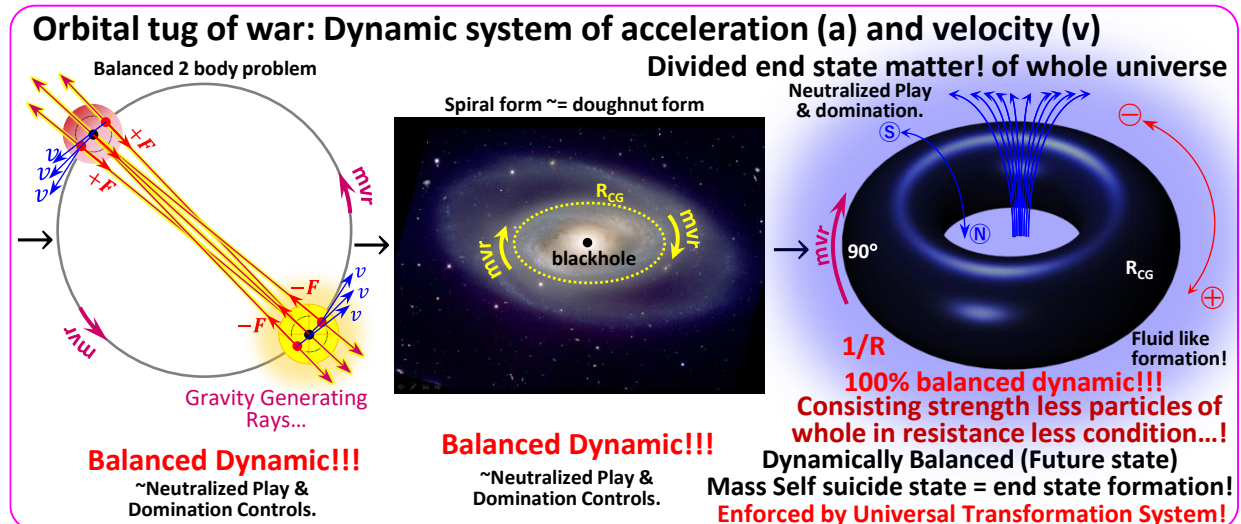 Orbital tug of war: Dynamic system of acceleration (a) and velocity (v)
Balanced 2 body problem
+F
+F
v
v
v
mvr
mvr
v
v
v
−F
−F
Gravity Generating
Rays...
Balanced Dynamic!!!
~Neutralized Play &
Domination Controls.
Spiral form ~= doughnut form
R_CG
mvr
mvr
blackhole
Balanced Dynamic!!!
~Neutralized Play &
Domination Controls.
Divided end state matter! of whole universe
Neutralized Play
& domination.
S
N
−
+
mvr
90°
R_CG
Fluid like
formation!
1/R
100% balanced dynamic!!!
Consisting strength less particles of
whole in resistance less condition...!
Dynamically Balanced (Future state)
Mass Self suicide state = end state formation!
Enforced by Universal Transformation System!